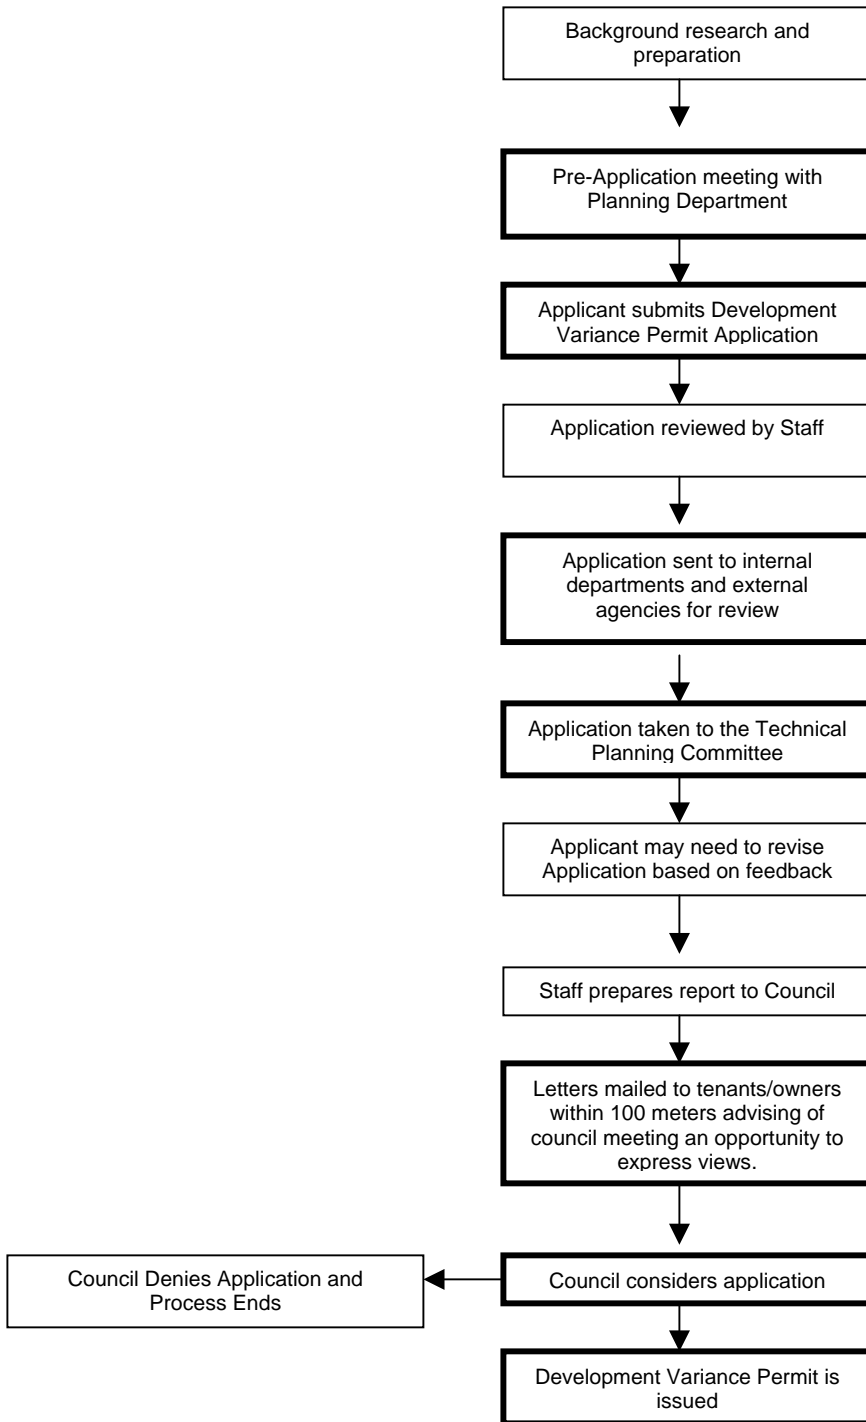 Background research and
preparation
Pre-Application meeting with
Planning Department
Applicant submits Development
Variance Permit Application
Application reviewed by Staff
Application sent to internal
departments and external
agencies for review
Application taken to the Technical
Planning Committee
Applicant may need to revise
Application based on feedback
Staff prepares report to Council
Letters mailed to tenants/owners
within 100 meters advising of
council meeting an opportunity to
express views.
Council Denies Application and
Process Ends
Council considers application
Development Variance Permit is
issued